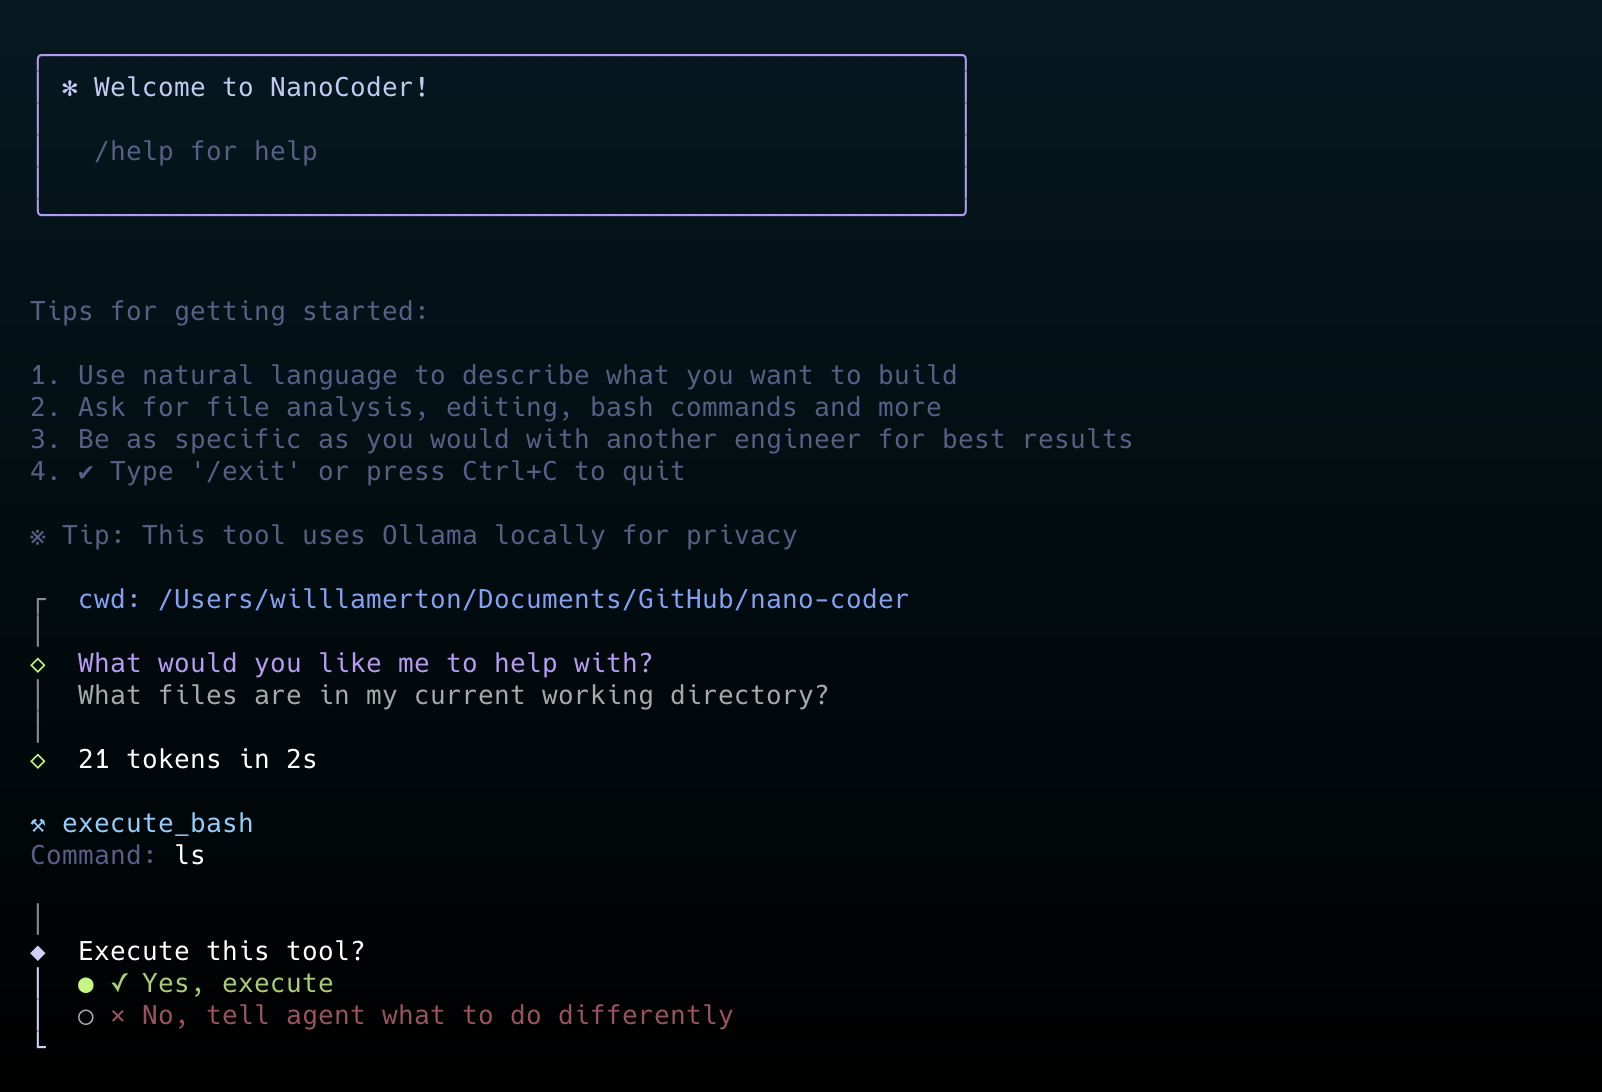 ✻ Welcome to NanoCoder!
/help for help
Tips for getting started:
1. Use natural language to describe what you want to build
2. Ask for file analysis, editing, bash commands and more
3. Be as specific as you would with another engineer for best results
4. ✔ Type '/exit' or press Ctrl+C to quit
※ Tip: This tool uses Ollama locally for privacy
cwd: /Users/willlamerton/Documents/GitHub/nano-coder
◇ What would you like me to help with?
What files are in my current working directory?
◇ 21 tokens in 2s
⚒ execute_bash
Command: ls
◆ Execute this tool?
● ✓ Yes, execute
○ × No, tell agent what to do differently